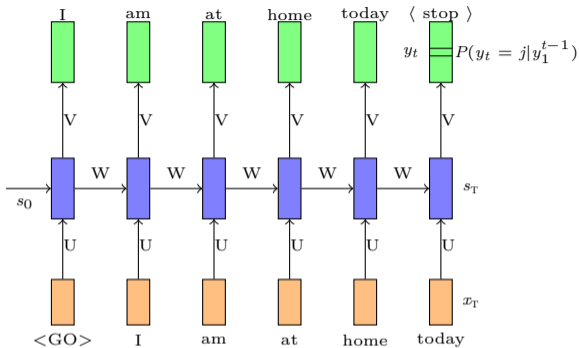 I am at home today ⟨ stop ⟩
y_t P(y_t = j|y_1^{t−1})
V V V V V V
W W W W W
s_0 s_T
U U U U U U
x_T
<GO> I am at home today